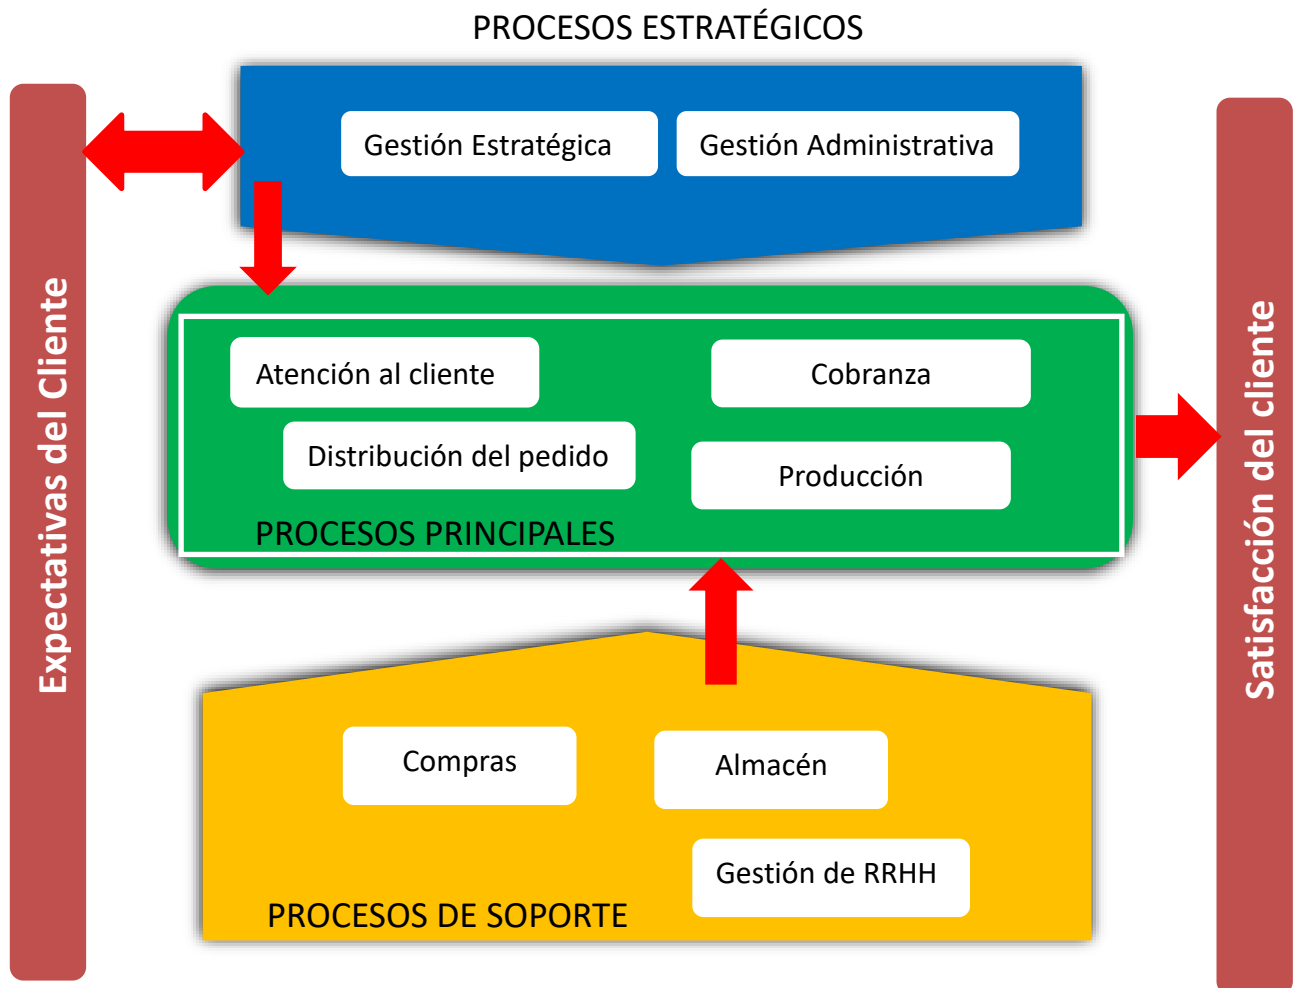 PROCESOS ESTRATÉGICOS
Gestión Estratégica
Gestión Administrativa
Expectativas del Cliente
Atención al cliente
Cobranza
Distribución del pedido
Producción
PROCESOS PRINCIPALES
Satisfacción del cliente
Compras
Almacén
Gestión de RRHH
PROCESOS DE SOPORTE